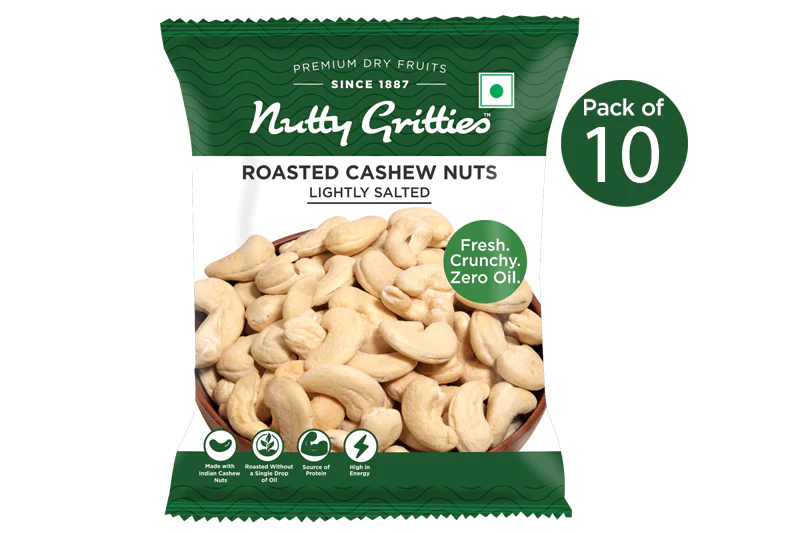 PREMIUM DRY FRUITS
SINCE 1887
Nutty Gritties™
ROASTED CASHEW NUTS
LIGHTLY SALTED
Fresh.
Crunchy.
Zero Oil.
Made with
Indian Cashew
Nuts
Roasted Without
a Single Drop
of Oil
Source of
Protein
High in
Energy
Pack of
10